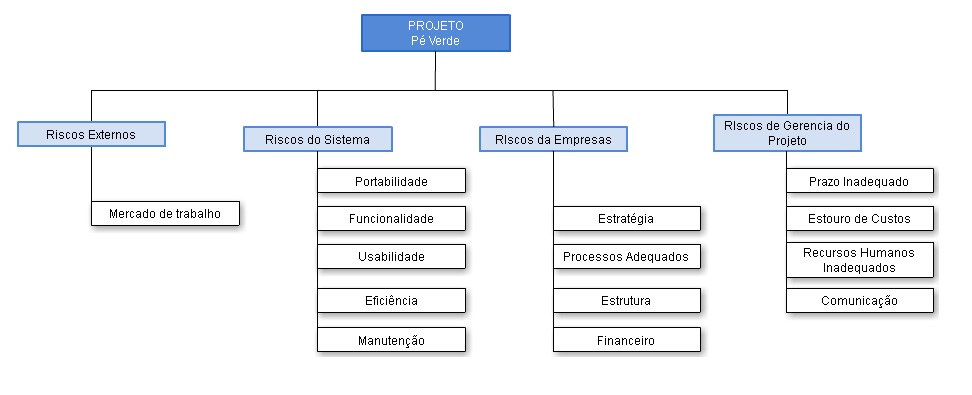 PROJETO
Pé Verde
Riscos Externos
Mercado de trabalho
Riscos do Sistema
Portabilidade
Funcionalidade
Usabilidade
Eficiência
Manutenção
RIscos da Empresas
Estratégia
Processos Adequados
Estrutura
Financeiro
RIscos de Gerencia do
Projeto
Prazo Inadequado
Estouro de Custos
Recursos Humanos
Inadequados
Comunicação